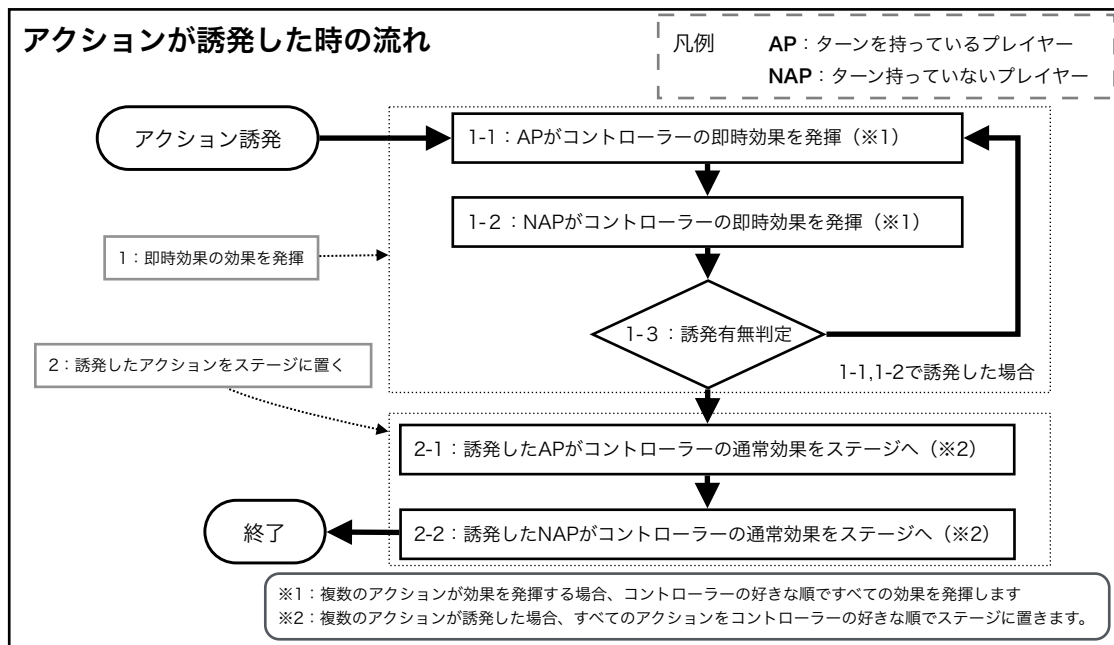 アクションが誘発した時の流れ
凡例 AP：ターンを持っているプレイヤー
NAP：ターン持っていないプレイヤー
アクション誘発
1-1：APがコントローラーの即時効果を発揮（※1）
1-２：NAPがコントローラーの即時効果を発揮（※1）
1：即時効果の効果を発揮
1-３：誘発有無判定
1-1,1-2で誘発した場合
2：誘発したアクションをステージに置く
2-1：誘発したAPがコントローラーの通常効果をステージへ（※2）
2-2：誘発したNAPがコントローラーの通常効果をステージへ（※2）
終了
※1：複数のアクションが効果を発揮する場合、コントローラーの好きな順ですべての効果を発揮します
※2：複数のアクションが誘発した場合、すべてのアクションをコントローラーの好きな順でステージに置きます。